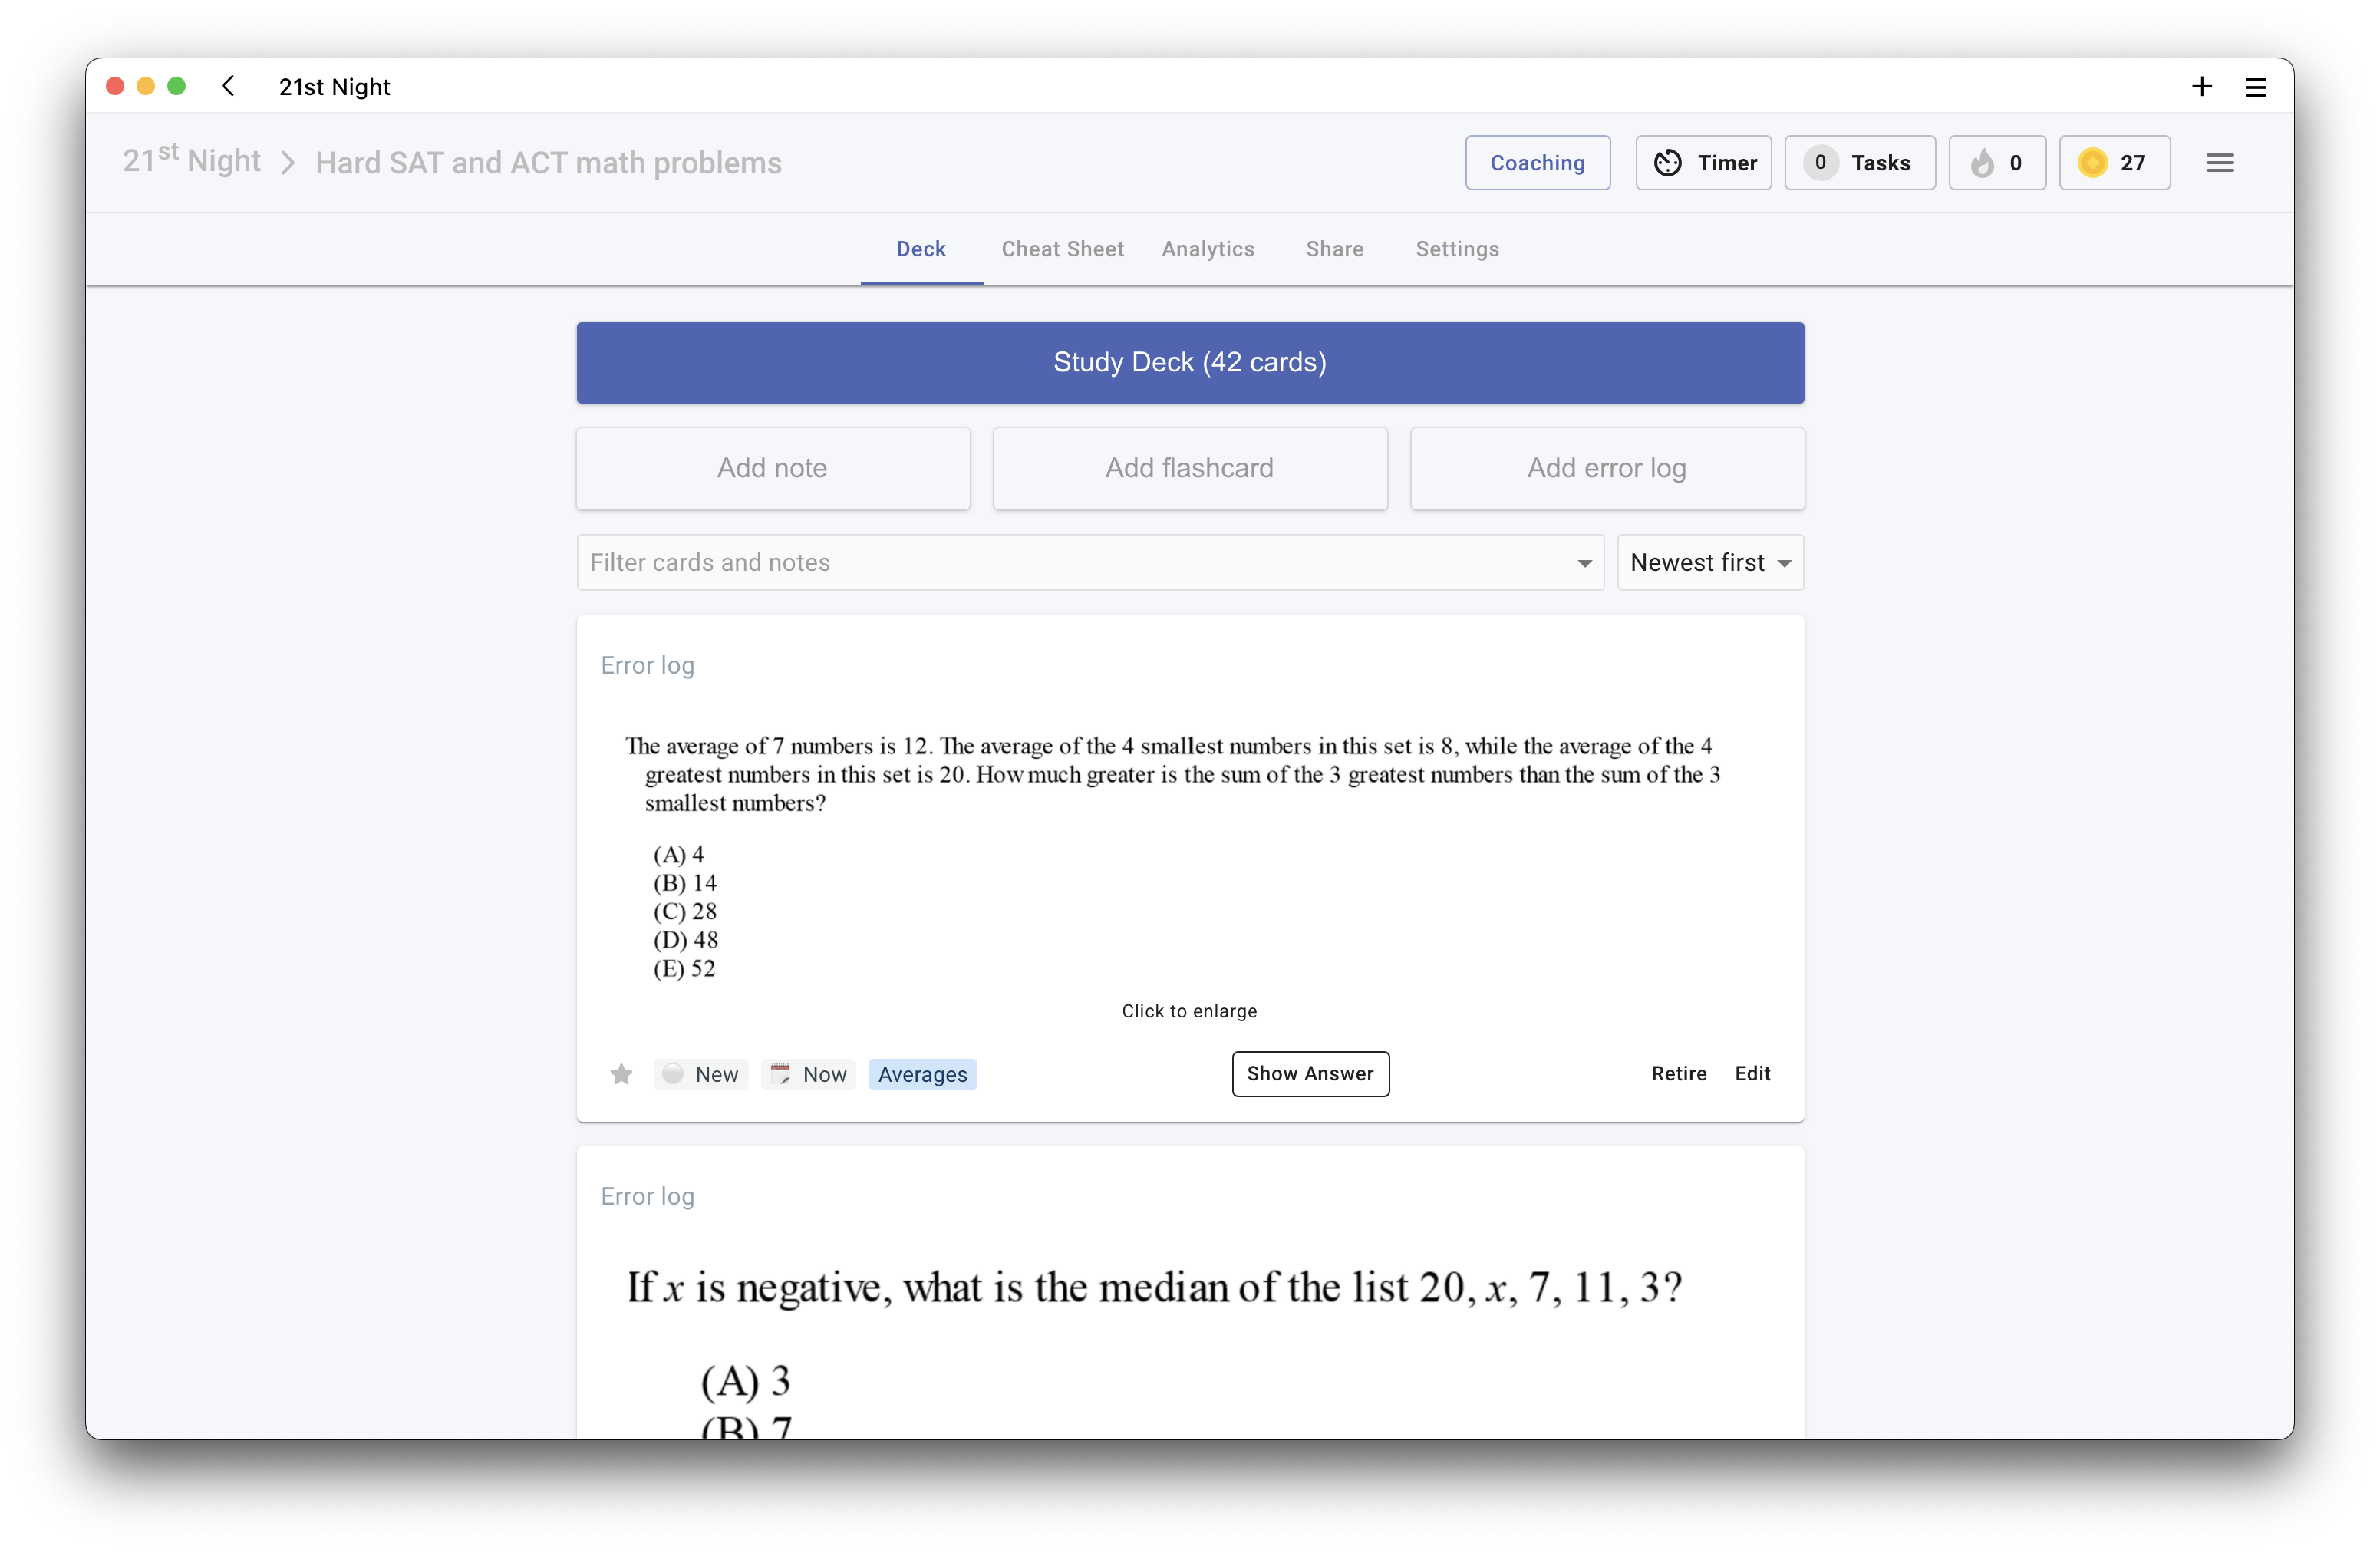 21st Night
21st Night > Hard SAT and ACT math problems
Coaching
Timer
0 Tasks
0
27
Deck
Cheat Sheet
Analytics
Share
Settings
Study Deck (42 cards)
Add note
Add flashcard
Add error log
Filter cards and notes
Newest first
Error log
The average of 7 numbers is 12. The average of the 4 smallest numbers in this set is 8, while the average of the 4
greatest numbers in this set is 20. How much greater is the sum of the 3 greatest numbers than the sum of the 3
smallest numbers?
(A) 4
(B) 14
(C) 28
(D) 48
(E) 52
Click to enlarge
New
Now
Averages
Show Answer
Retire
Edit
Error log
If x is negative, what is the median of the list 20, x, 7, 11, 3?
(A) 3
(B) 7